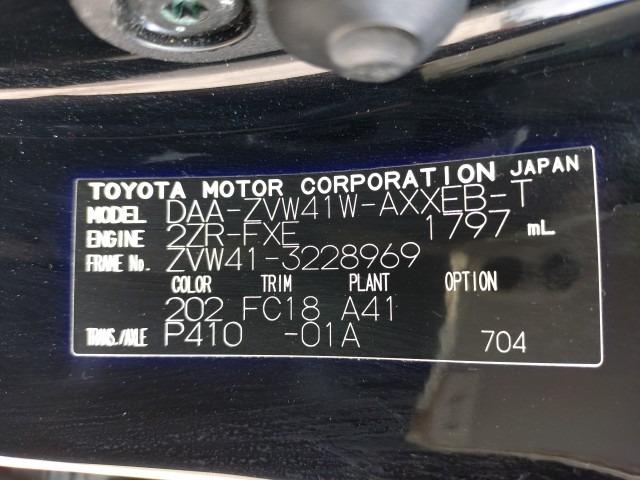 TOYOTA MOTOR CORPORATION JAPAN
MODEL DAA-ZVW41W-AXXEB-T
ENGINE 2ZR-FXE 1797 mL
FRAME No. ZVW41-3228969
COLOR TRIM PLANT OPTION
202 FC18 A41
TRANS./AXLE P410 -01A 704